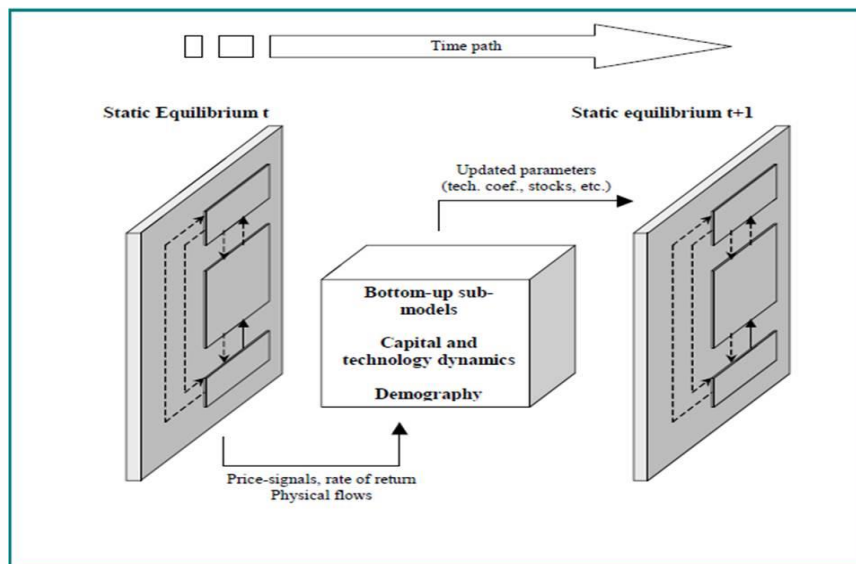 Time path
Static Equilibrium t
Static equilibrium t+1
Updated parameters
(tech. coef., stocks, etc.)
Bottom-up sub-
models
Capital and
technology dynamics
Demography
Price-signals, rate of return
Physical flows